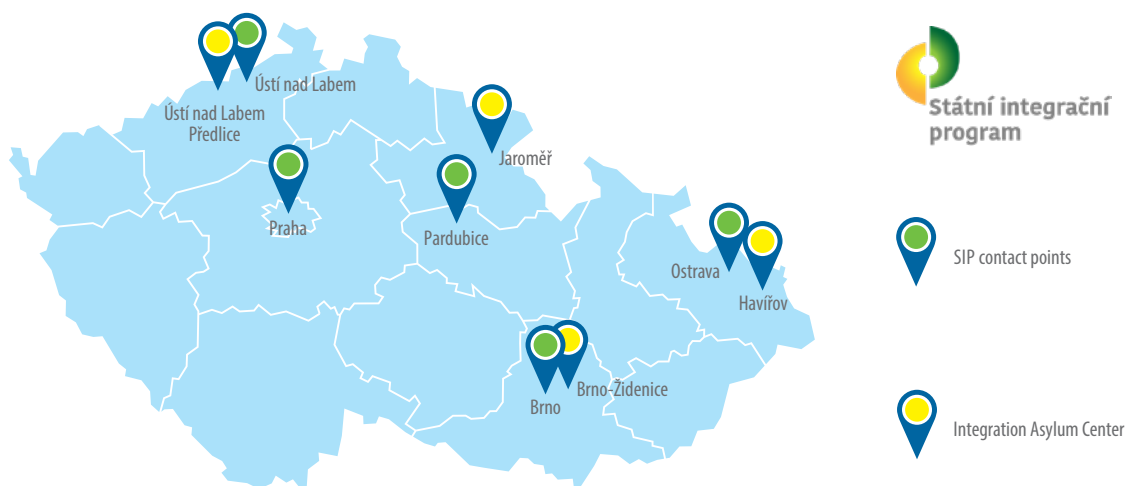 Ústí nad Labem
Ústí nad Labem
Předlice
Jaroměř
Praha
Pardubice
Ostrava
Havířov
Brno-Židenice
Brno
Státní integrační
program
SIP contact points
Integration Asylum Center